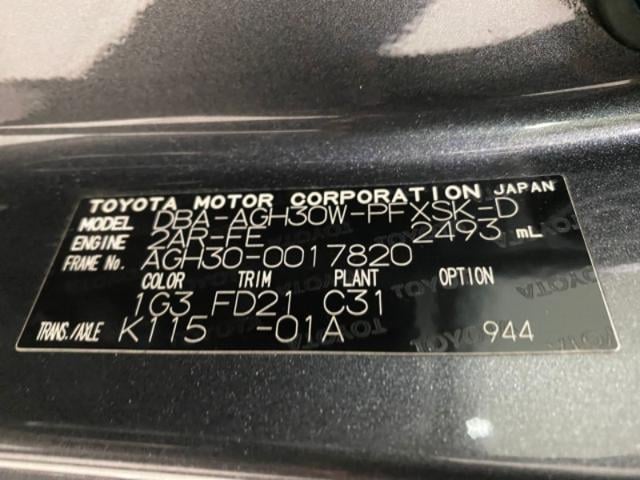 TOYOTA MOTOR CORPORATION JAPAN
MODEL DBA-AGH30W-PFXSK-D
ENGINE 2AR-FE 2493 mL
FRAME No. AGH30-0017820
COLOR TRIM PLANT OPTION
1G3 FD21 C31
TRANS./AXLE K115 -01A 944